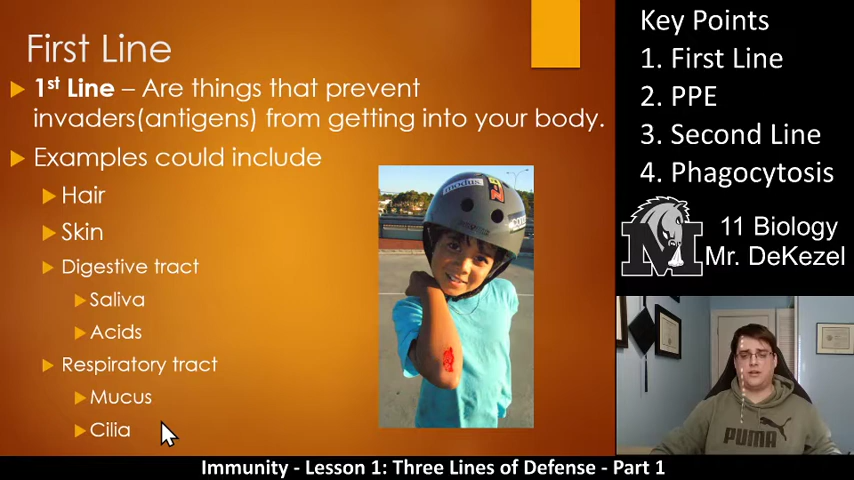 First Line
1st Line – Are things that prevent
invaders(antigens) from getting into your body.
Examples could include
Hair
Skin
Digestive tract
Saliva
Acids
Respiratory tract
Mucus
Cilia
modus
Key Points
1. First Line
2. PPE
3. Second Line
4. Phagocytosis
M
11 Biology
Mr. DeKezel
PUMA
Immunity - Lesson 1: Three Lines of Defense - Part 1